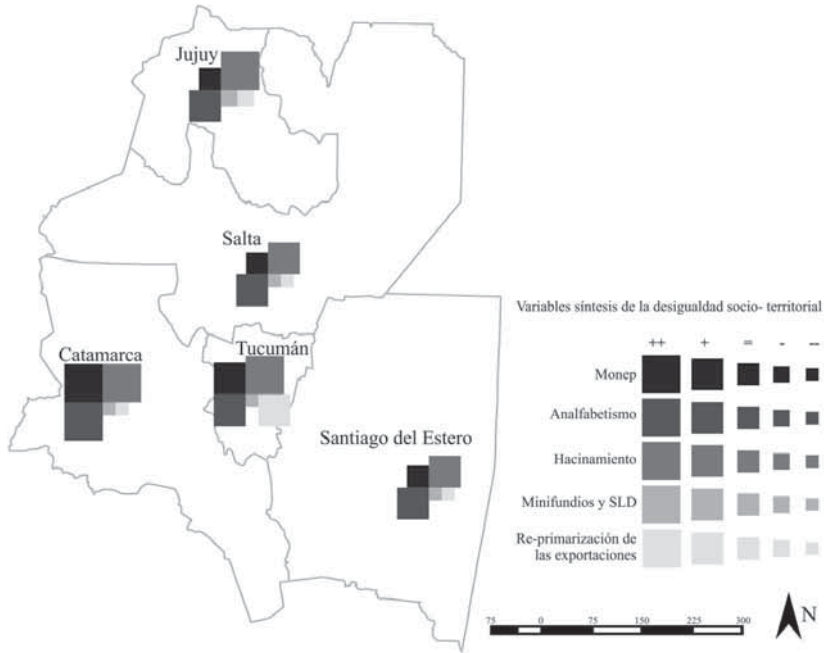 Jujuy
Salta
Catamarca
Tucumán
Santiago del Estero
Variables síntesis de la desigualdad socio- territorial
++ + = - --
Monep
Analfabetismo
Hacinamiento
Minifundios y SLD
Re-primarización de
las exportaciones
75 0 75 150 225 300
N